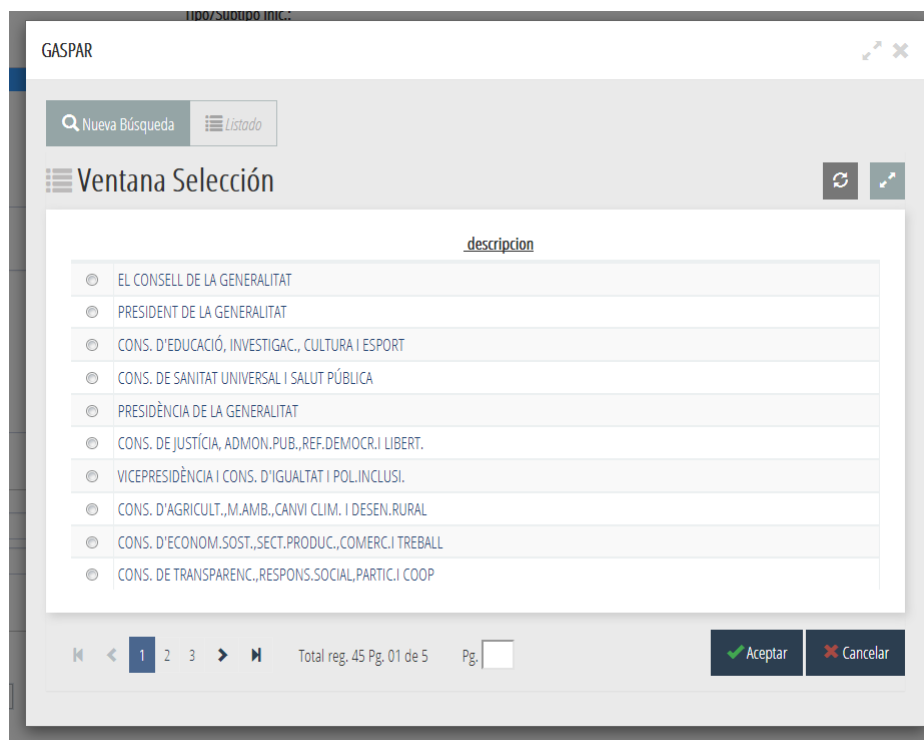 Tipo/Subtipo Inic.:
GASPAR
Nueva Búsqueda
Listado
Ventana Selección
descripcion
EL CONSELL DE LA GENERALITAT
PRESIDENT DE LA GENERALITAT
CONS. D'EDUCACIÓ, INVESTIGAC., CULTURA I ESPORT
CONS. DE SANITAT UNIVERSAL I SALUT PÚBLICA
PRESIDÈNCIA DE LA GENERALITAT
CONS. DE JUSTÍCIA, ADMON.PUB.,REF.DEMOCR.I LIBERT.
VICEPRESIDÈNCIA I CONS. D'IGUALTAT I POL.INCLUSI.
CONS. D'AGRICULT.,M.AMB.,CANVI CLIM. I DESEN.RURAL
CONS. D'ECONOM.SOST.,SECT.PRODUC.,COMERC.I TREBALL
CONS. DE TRANSPARENC.,RESPONS.SOCIAL,PARTIC.I COOP
1 2 3 Total reg. 45 Pg. 01 de 5 Pg.
Aceptar
Cancelar